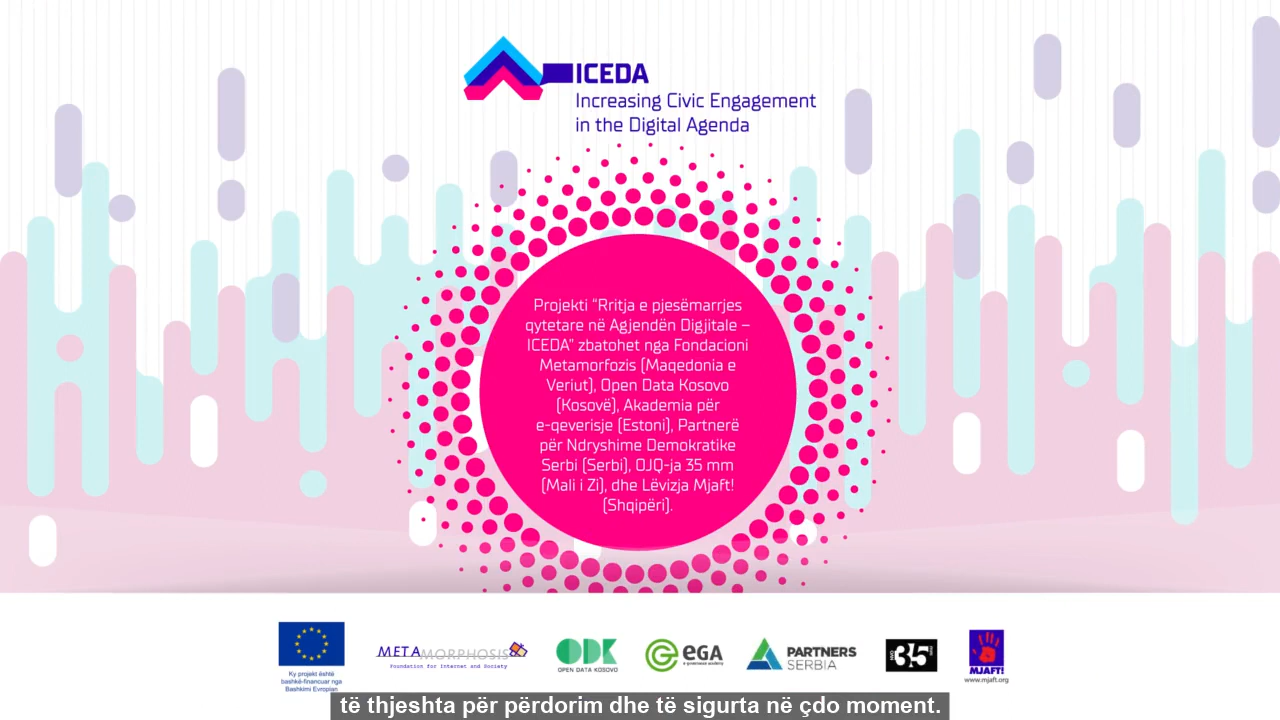 ICEDA
Increasing Civic Engagement
in the Digital Agenda
Projekti “Rritja e pjesëmarrjes
qytetare në Agjendën Digjitale –
ICEDA” zbatohet nga Fondacioni
Metamorfozis (Maqedonia e
Veriut), Open Data Kosovo
(Kosovë), Akademia për
e-qeverisje (Estoni), Partnerë
për Ndryshime Demokratike
Serbi (Serbi), OJQ-ja 35 mm
(Mali i Zi), dhe Lëvizja Mjaft!
(Shqipëri).
Ky projekt është
bashkë-financuar nga
Bashkimi Evropian
METAMORPHOSIS
Foundation for Internet and Society
ODK
OPEN DATA KOSOVO
eGA
e-governance academy
PARTNERS
SERBIA
35
MJAFT!
www.mjaft.org
të thjeshta për përdorim dhe të sigurta në çdo moment.